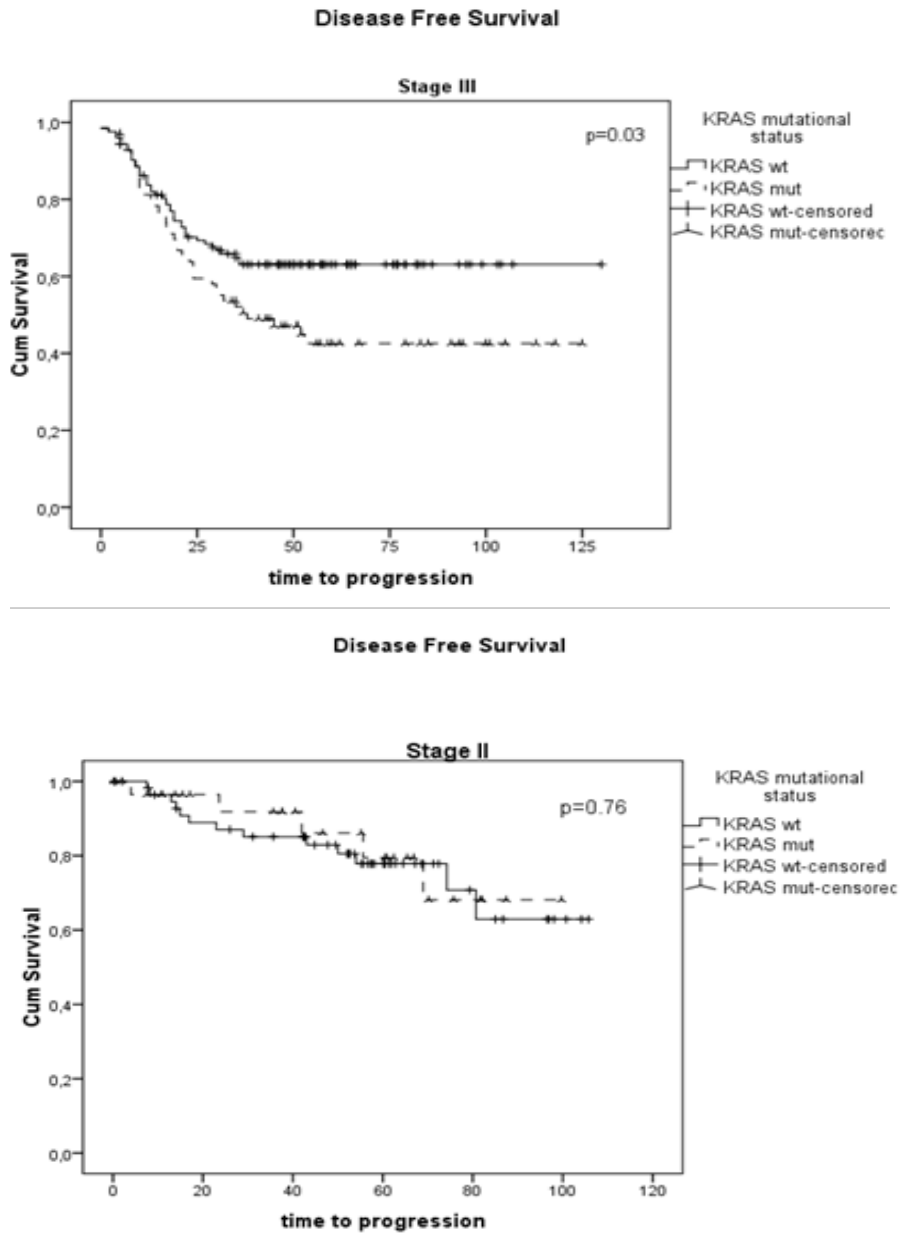 Disease Free Survival
Stage III
p=0.03
KRAS mutational
status
KRAS wt
KRAS mut
KRAS wt-censored
KRAS mut-censorec
Cum Survival
1,0
0,8
0,6
0,4
0,2
0,0
0 25 50 75 100 125
time to progression
Disease Free Survival
Stage II
p=0.76
KRAS mutational
status
KRAS wt
KRAS mut
KRAS wt-censored
KRAS mut-censorec
Cum Survival
1,0
0,8
0,6
0,4
0,2
0,0
0 20 40 60 80 100 120
time to progression